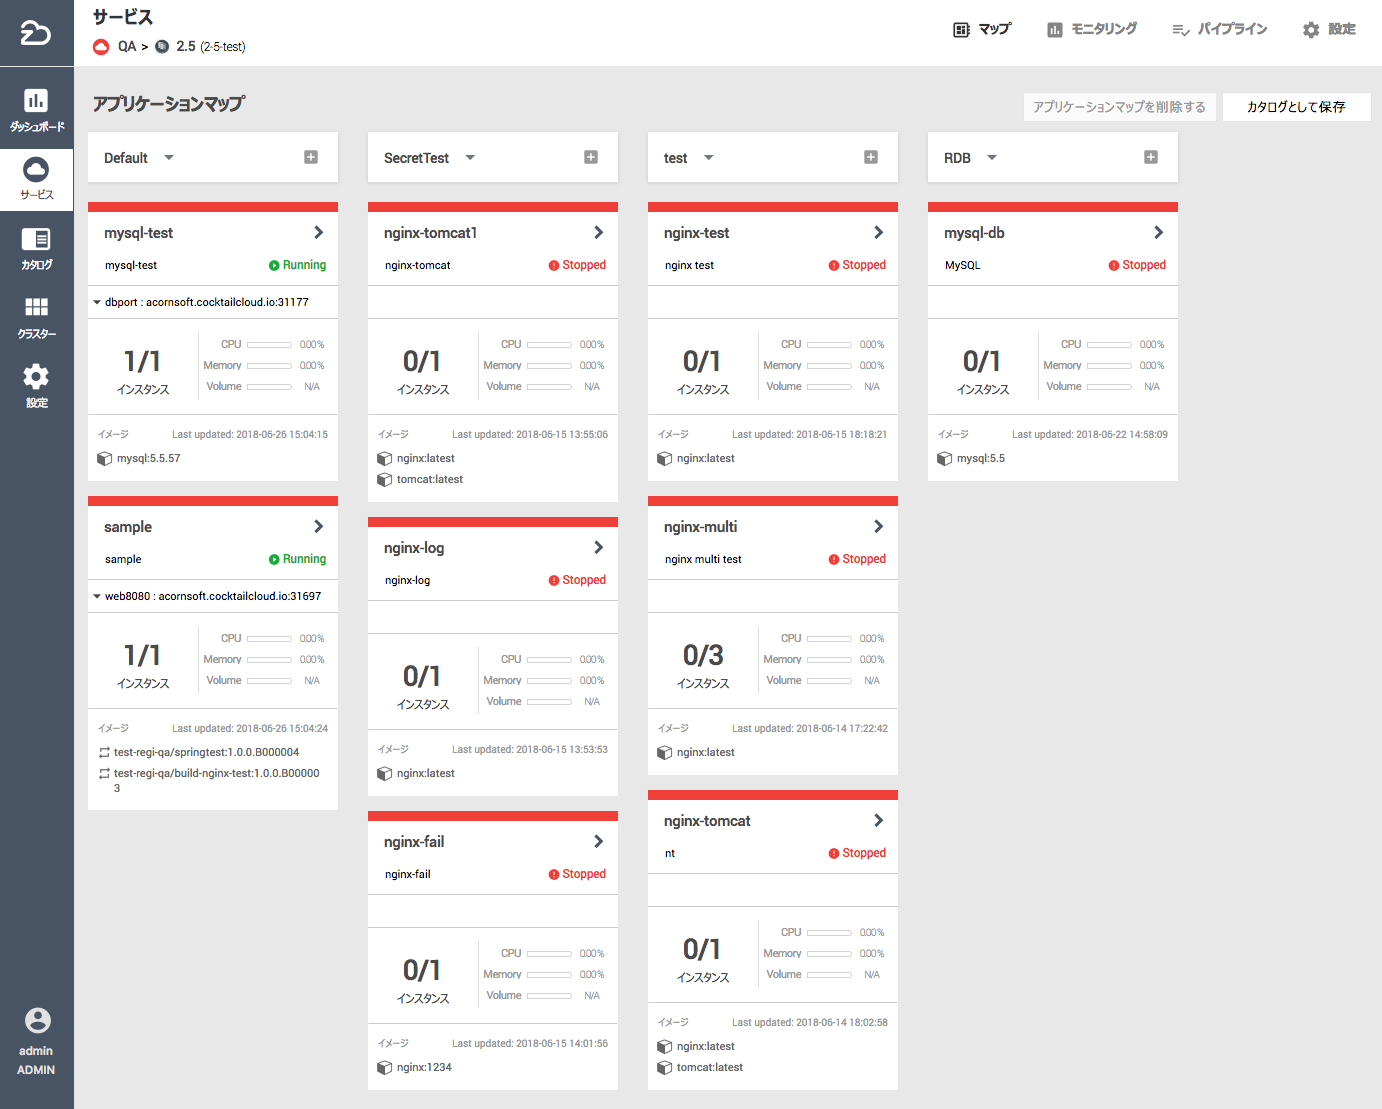 サービス
QA > 2.5 (2-5-test)
マップ
モニタリング
パイプライン
設定
ダッシュボード
サービス
カタログ
クラスター
設定
admin
ADMIN
アプリケーションマップ
アプリケーションマップを削除する
カタログとして保存
Default
mysql-test
mysql-test Running
dbport : acornsoft.cocktailcloud.io:31177
1/1
インスタンス
CPU 0.00%
Memory 0.00%
Volume N/A
イメージ Last updated: 2018-06-26 15:04:15
mysql:5.5.57
sample
sample Running
web8080 : acornsoft.cocktailcloud.io:31697
1/1
インスタンス
CPU 0.00%
Memory 0.00%
Volume N/A
イメージ Last updated: 2018-06-26 15:04:24
test-regi-qa/springtest:1.0.0.B000004
test-regi-qa/build-nginx-test:1.0.0.B00000
3
SecretTest
nginx-tomcat1
nginx-tomcat Stopped
0/1
インスタンス
CPU 0.00%
Memory 0.00%
Volume N/A
イメージ Last updated: 2018-06-15 13:55:06
nginx:latest
tomcat:latest
nginx-log
nginx-log Stopped
0/1
インスタンス
CPU 0.00%
Memory 0.00%
Volume N/A
イメージ Last updated: 2018-06-15 13:53:53
nginx:latest
nginx-fail
nginx-fail Stopped
0/1
インスタンス
CPU 0.00%
Memory 0.00%
Volume N/A
イメージ Last updated: 2018-06-15 14:01:56
nginx:1234
test
nginx-test
nginx test Stopped
0/1
インスタンス
CPU 0.00%
Memory 0.00%
Volume N/A
イメージ Last updated: 2018-06-15 18:18:21
nginx:latest
nginx-multi
nginx multi test Stopped
0/3
インスタンス
CPU 0.00%
Memory 0.00%
Volume N/A
イメージ Last updated: 2018-06-14 17:22:42
nginx:latest
nginx-tomcat
nt Stopped
0/1
インスタンス
CPU 0.00%
Memory 0.00%
Volume N/A
イメージ Last updated: 2018-06-14 18:02:58
nginx:latest
tomcat:latest
RDB
mysql-db
MySQL Stopped
0/1
インスタンス
CPU 0.00%
Memory 0.00%
Volume N/A
イメージ Last updated: 2018-06-22 14:58:09
mysql:5.5